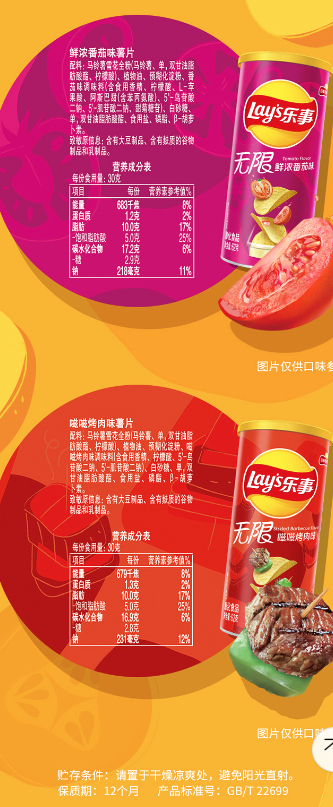 鲜浓番茄味薯片
配料: 马铃薯雪花全粉(马铃薯、单,双甘油脂
肪酸酯、柠檬酸)、植物油、预糊化淀粉、番
茄味调味料(含食用香精、柠檬酸、L-苹
果酸、阿斯巴甜(含苯丙氨酸)、5'-鸟苷酸
二钠、5'-肌苷酸二钠、甜菊糖苷)、白砂糖、
单,双甘油脂肪酸酯、食用盐、磷脂、β-胡萝
卜素。
致敏原信息: 含有大豆制品、含有麸质的谷物
制品和乳制品。
营养成分表
每份食用量: 30克
项目 每份 营养素参考值%
能量 683千焦 8%
蛋白质 1.2克 2%
脂肪 10.0克 17%
-饱和脂肪酸 5.0克 25%
碳水化合物 17.2克 6%
-糖 2.9克
钠 218毫克 11%
Lay's乐事
无限
Tomato Flavor
鲜浓番茄味
图片仅供口味
嗞嗞烤肉味薯片
配料: 马铃薯雪花全粉(马铃薯、单,双甘油脂
肪酸酯、柠檬酸)、植物油、预糊化淀粉、嗞
嗞烤肉味调味料(含食用香精、柠檬酸、5'-鸟
苷酸二钠、5'-肌苷酸二钠)、白砂糖、单,双
甘油脂肪酸酯、食用盐、磷脂、β-胡萝
卜素。
致敏原信息: 含有大豆制品、含有麸质的谷物
制品和乳制品。
营养成分表
每份食用量: 30克
项目 每份 营养素参考值%
能量 679千焦 8%
蛋白质 1.3克 2%
脂肪 10.0克 17%
-饱和脂肪酸 5.0克 25%
碳水化合物 16.9克 6%
-糖 2.8克
钠 231毫克 12%
Lay's乐事
无限
嗞嗞烤肉味
图片仅供口味
贮存条件: 请置于干燥凉爽处, 避免阳光直射。
保质期: 12个月 产品标准号: GB/T 22699